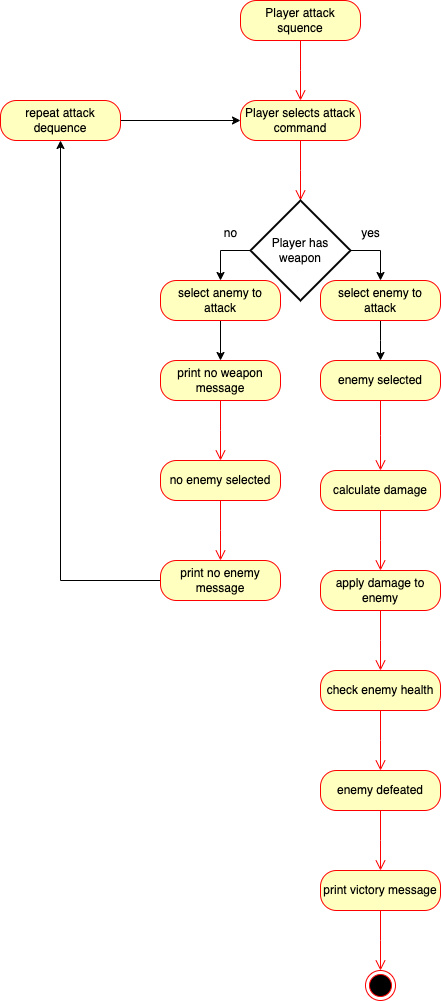 Player attack
squence
repeat attack
dequence
Player selects attack
command
no
yes
Player has
weapon
select anemy to
attack
select enemy to
attack
print no weapon
message
enemy selected
no enemy selected
calculate damage
print no enemy
message
apply damage to
enemy
check enemy health
enemy defeated
print victory message